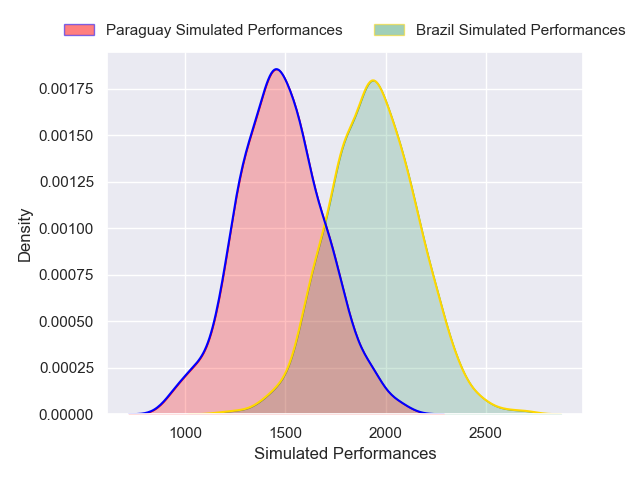 Paraguay Simulated Performances
Brazil Simulated Performances
Density
0.00175
0.00150
0.00125
0.00100
0.00075
0.00050
0.00025
0.00000
1000 1500 2000 2500
Simulated Performances